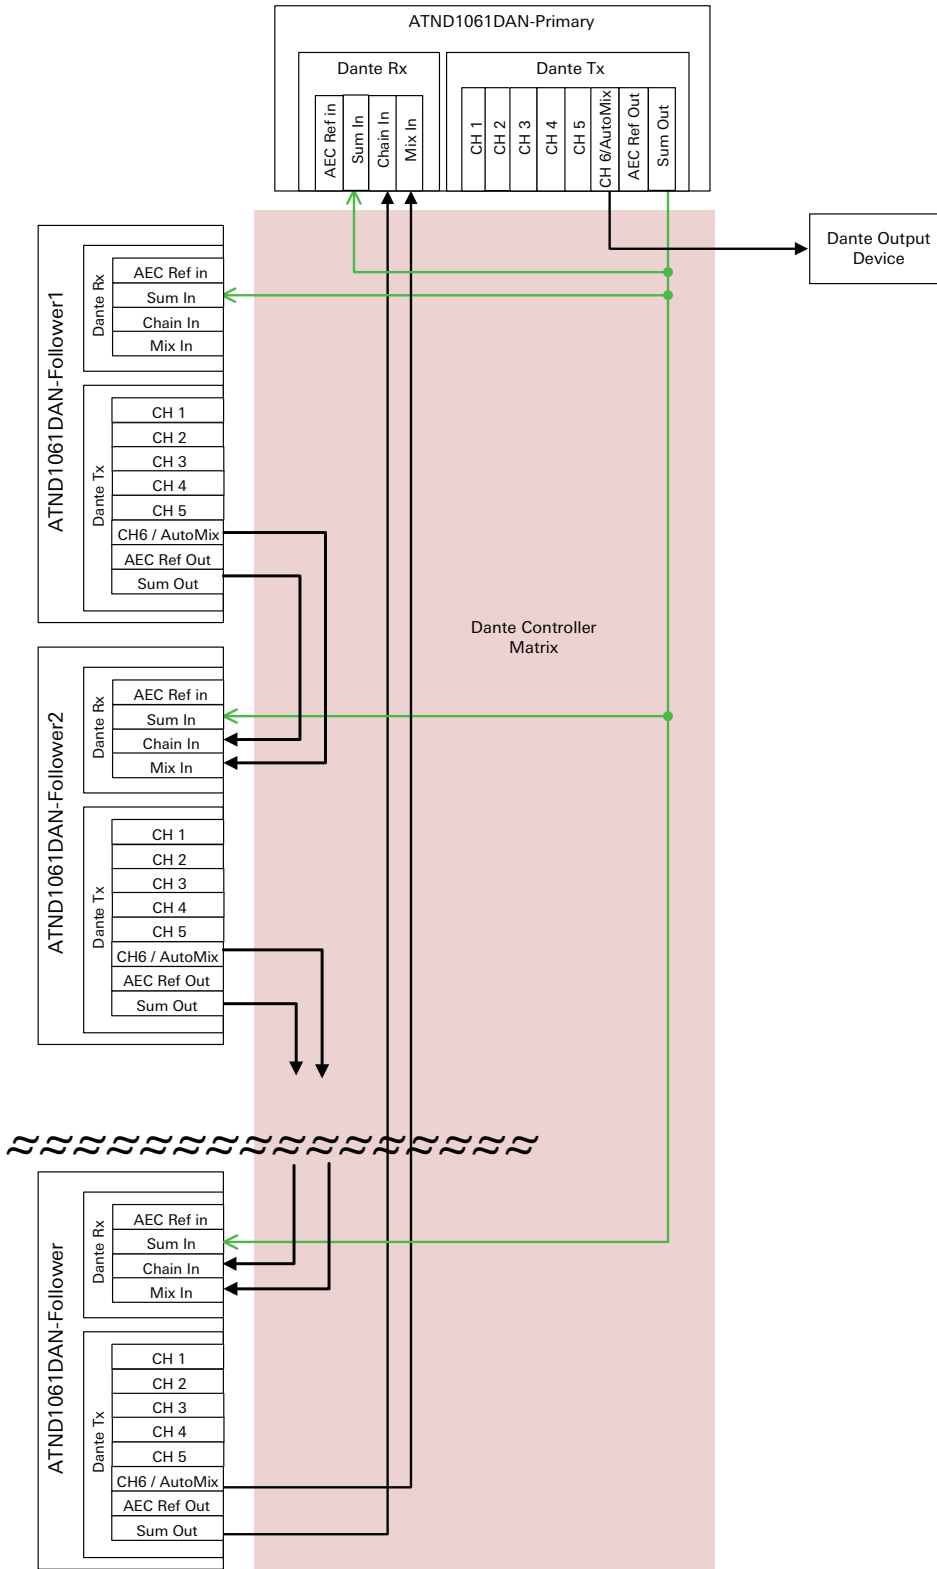 ATND1061DAN-Primary
Dante Rx
Dante Tx
AEC Ref in
Sum In
Chain In
Mix In
CH 1
CH 2
CH 3
CH 4
CH 5
CH 6/AutoMix
AEC Ref Out
Sum Out
Dante Output
Device
ATND1061DAN-Follower1
Dante Rx
AEC Ref in
Sum In
Chain In
Mix In
Dante Tx
CH 1
CH 2
CH 3
CH 4
CH 5
CH6 / AutoMix
AEC Ref Out
Sum Out
Dante Controller
Matrix
ATND1061DAN-Follower2
Dante Rx
AEC Ref in
Sum In
Chain In
Mix In
Dante Tx
CH 1
CH 2
CH 3
CH 4
CH 5
CH6 / AutoMix
AEC Ref Out
Sum Out
ATND1061DAN-Follower
Dante Rx
AEC Ref in
Sum In
Chain In
Mix In
Dante Tx
CH 1
CH 2
CH 3
CH 4
CH 5
CH6 / AutoMix
AEC Ref Out
Sum Out